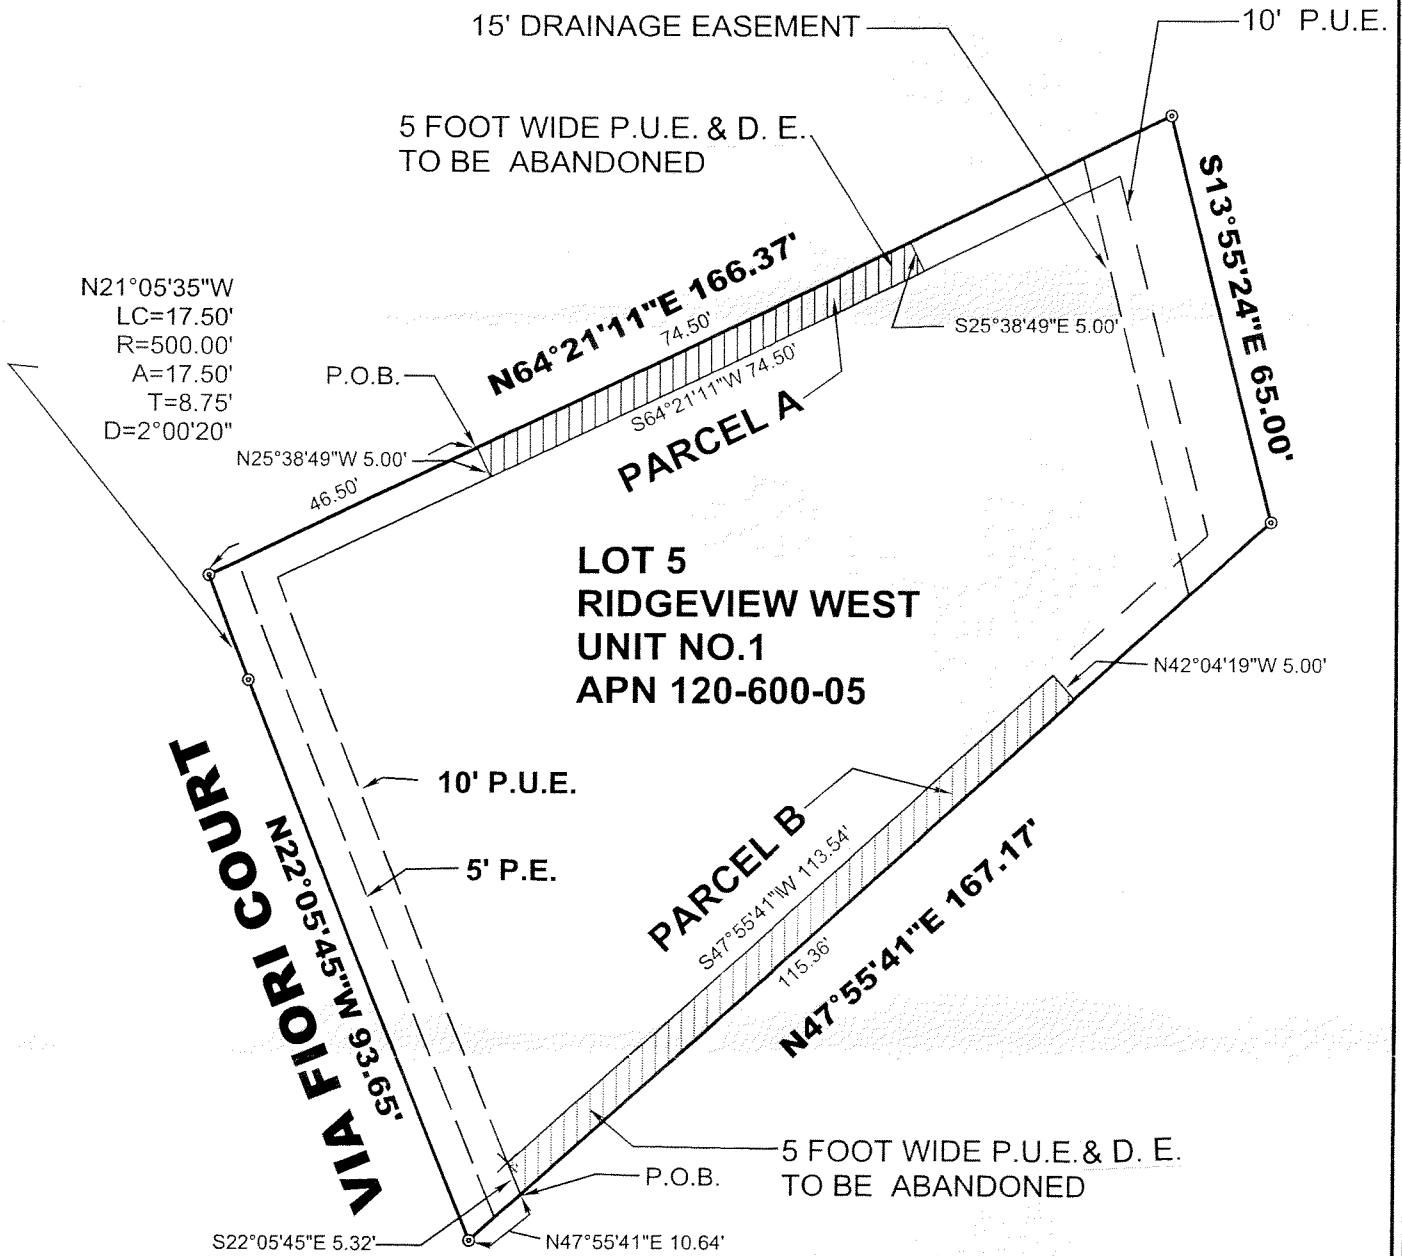 15' DRAINAGE EASEMENT
10' P.U.E.
5 FOOT WIDE P.U.E. & D. E.
TO BE ABANDONED
S13°55'24"E 65.00'
N64°21'11"E 166.37'
74.50'
N21°05'35"W
LC=17.50'
R=500.00'
A=17.50'
T=8.75'
D=2°00'20"
S25°38'49"E 5.00'
P.O.B.
S64°21'11"W 74.50'
PARCEL A
N25°38'49"W 5.00'
46.50'
LOT 5
RIDGEVIEW WEST
UNIT NO.1
APN 120-600-05
N42°04'19"W 5.00'
10' P.U.E.
5' P.E.
VIA FIORI COURT
N22°05'45"W 93.65'
PARCEL B
S47°55'41"W 113.54'
115.36'
N47°55'41"E 167.17'
5 FOOT WIDE P.U.E. & D. E.
TO BE ABANDONED
P.O.B.
S22°05'45"E 5.32'
N47°55'41"E 10.64'